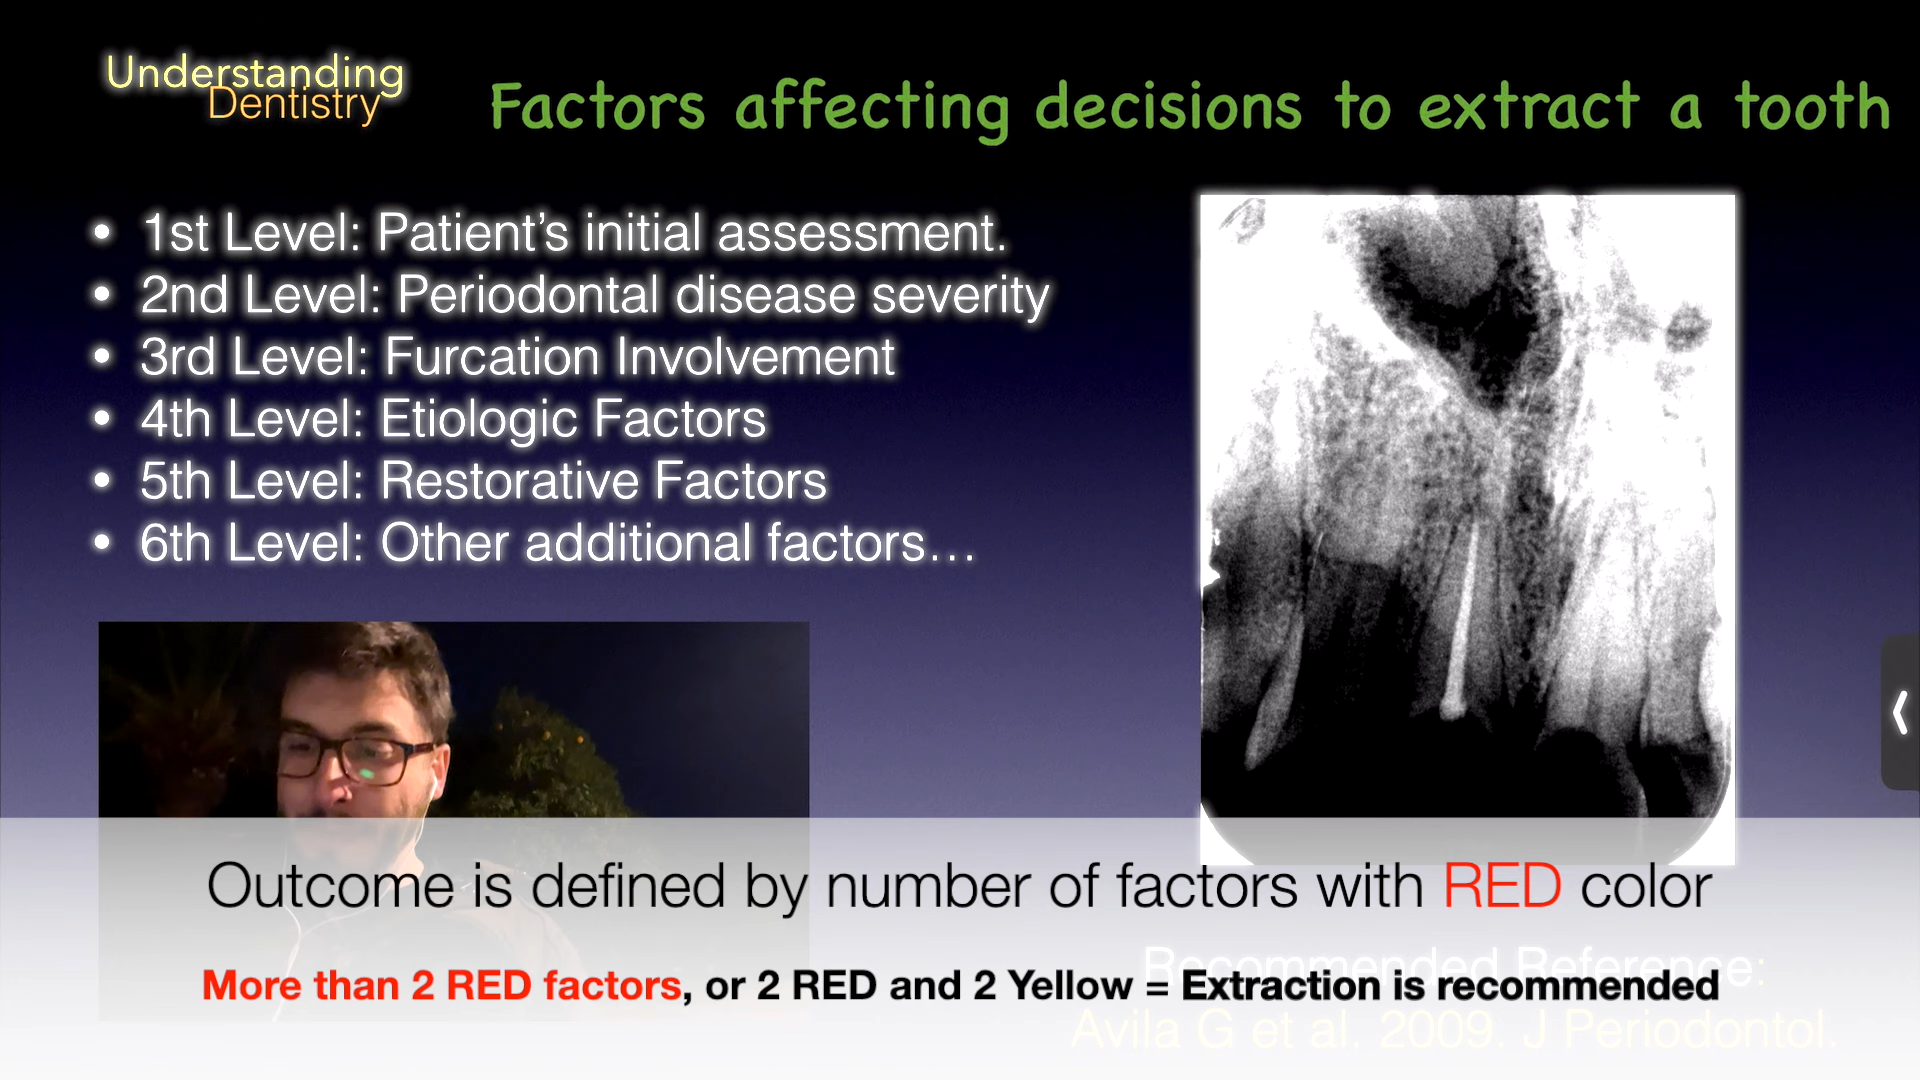 Understanding
Dentistry
Factors affecting decisions to extract a tooth
• 1st Level: Patient's initial assessment.
• 2nd Level: Periodontal disease severity
• 3rd Level: Furcation Involvement
• 4th Level: Etiologic Factors
• 5th Level: Restorative Factors
• 6th Level: Other additional factors…
Outcome is defined by number of factors with RED color
Recommended Reference:
More than 2 RED factors, or 2 RED and 2 Yellow = Extraction is recommended
Avila G et al. 2009. J Periodontol.